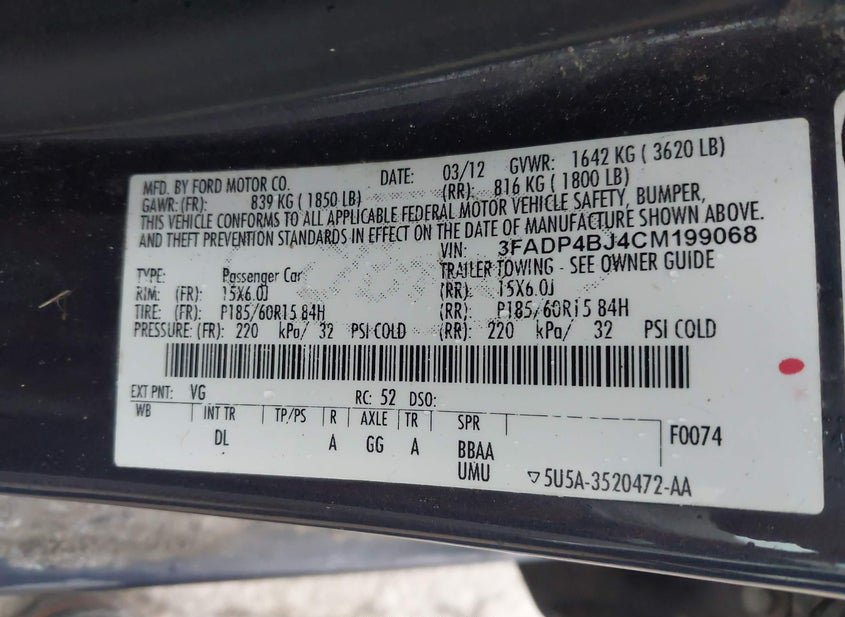 MFD. BY FORD MOTOR CO. DATE: 03/12 GVWR: 1642 KG ( 3620 LB)
GAWR: (FR): 839 KG ( 1850 LB) (RR): 816 KG ( 1800 LB)
THIS VEHICLE CONFORMS TO ALL APPLICABLE FEDERAL MOTOR VEHICLE SAFETY, BUMPER,
AND THEFT PREVENTION STANDARDS IN EFFECT ON THE DATE OF MANUFACTURE SHOWN ABOVE.
VIN: 3FADP4BJ4CM199068
TYPE: Passenger Car TRAILER TOWING - SEE OWNER GUIDE
RIM: (FR): 15X6.0J (RR): 15X6.0J
TIRE: (FR): P185/60R15 84H (RR): P185/60R15 84H
PRESSURE: (FR): 220 kPa/ 32 PSI COLD (RR): 220 kPa/ 32 PSI COLD
EXT PNT: VG RC: 52 DSO:
WB INT TR TP/PS R AXLE TR SPR F0074
DL A GG A BBAA
UMU ▽5U5A-3520472-AA